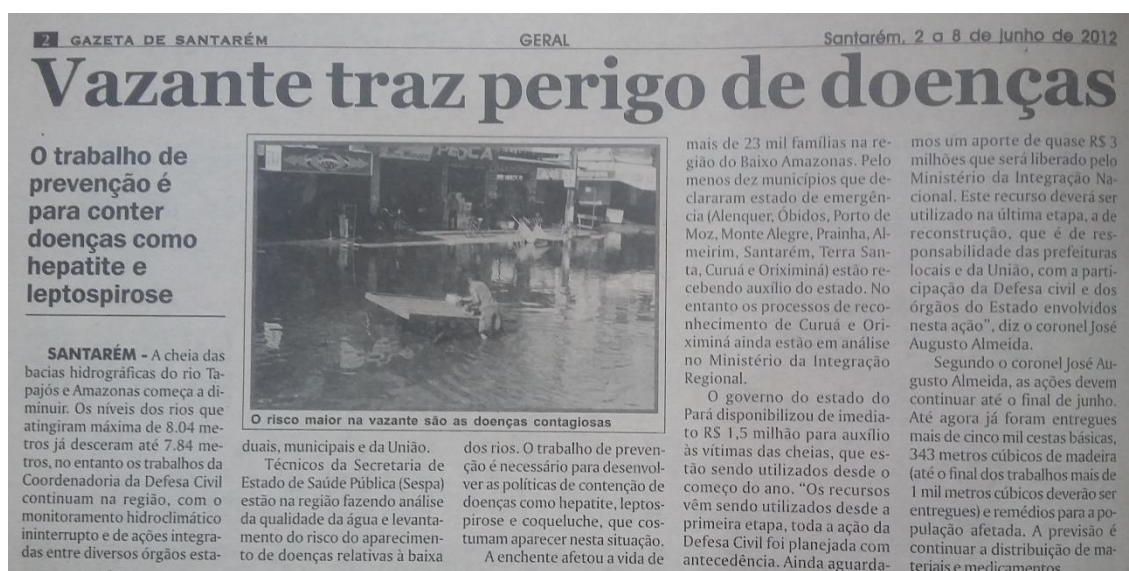 2 GAZETA DE SANTARÉM
GERAL
Santarém, 2 a 8 de junho de 2012
Vazante traz perigo de doenças
O trabalho de
prevenção é
para conter
doenças como
hepatite e
leptospirose
SANTARÉM - A cheia das
bacias hidrográficas do rio Ta-
pajós e Amazonas começa a di-
minuir. Os níveis dos rios que
atingiram máxima de 8.04 me-
tros já desceram até 7.84 me-
tros, no entanto os trabalhos da
Coordenadoria da Defesa Civil
continuam na região, com o
monitoramento hidroclimático
ininterrupto e de ações integra-
das entre diversos órgãos esta-
PESCA
O risco maior na vazante são as doenças contagiosas
duais, municipais e da União.
Técnicos da Secretaria de
Estado de Saúde Pública (Sespa)
estão na região fazendo análise
da qualidade da água e levanta-
mento do risco do aparecimen-
to de doenças relativas à baixa
dos rios. O trabalho de preven-
ção é necessário para desenvol-
ver as políticas de contenção de
doenças como hepatite, leptos-
pirose e coqueluche, que cos-
tumam aparecer nesta situação.
A enchente afetou a vida de
mais de 23 mil famílias na re-
gião do Baixo Amazonas. Pelo
menos dez municípios que de-
clararam estado de emergên-
cia (Alenquer, Óbidos, Porto de
Moz, Monte Alegre, Prainha, Al-
meirim, Santarém, Terra San-
ta, Curuá e Oriximiná) estão re-
cebendo auxílio do estado. No
entanto os processos de reco-
nhecimento de Curuá e Ori-
ximiná ainda estão em análise
no Ministério da Integração
Regional.
O governo do estado do
Pará disponibilizou de imedia-
to R$ 1,5 milhão para auxílio
às vítimas das cheias, que es-
tão sendo utilizados desde o
começo do ano. “Os recursos
vêm sendo utilizados desde a
primeira etapa, toda a ação da
Defesa Civil foi planejada com
antecedência. Ainda aguarda-
mos um aporte de quase R$ 3
milhões que será liberado pelo
Ministério da Integração Na-
cional. Este recurso deverá ser
utilizado na última etapa, a de
reconstrução, que é de res-
ponsabilidade das prefeituras
locais e da União, com a parti-
cipação da Defesa civil e dos
órgãos do Estado envolvidos
nesta ação”, diz o coronel José
Augusto Almeida.
Segundo o coronel José Au-
gusto Almeida, as ações devem
continuar até o final de junho.
Até agora já foram entregues
mais de cinco mil cestas básicas,
343 metros cúbicos de madeira
(até o final dos trabalhos mais de
1 mil metros cúbicos deverão ser
entregues) e remédios para a po-
pulação afetada. A previsão é
continuar a distribuição de ma-
teriais e medicamentos